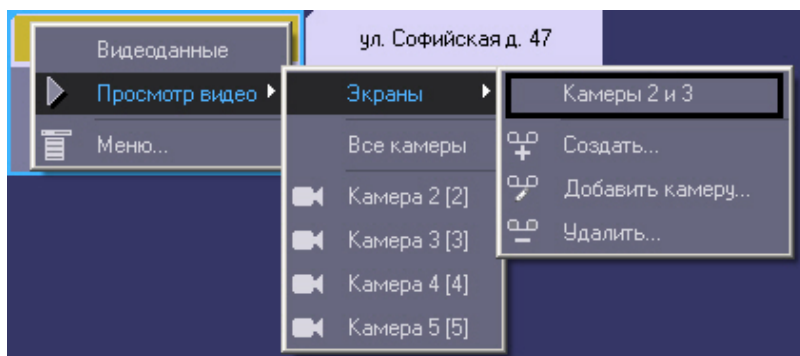 ул. Софийская д. 47
Видеоданные
Просмотр видео
Меню...
Экраны
Все камеры
Камера 2 [2]
Камера 3 [3]
Камера 4 [4]
Камера 5 [5]
Камеры 2 и 3
Создать...
Добавить камеру...
Удалить...